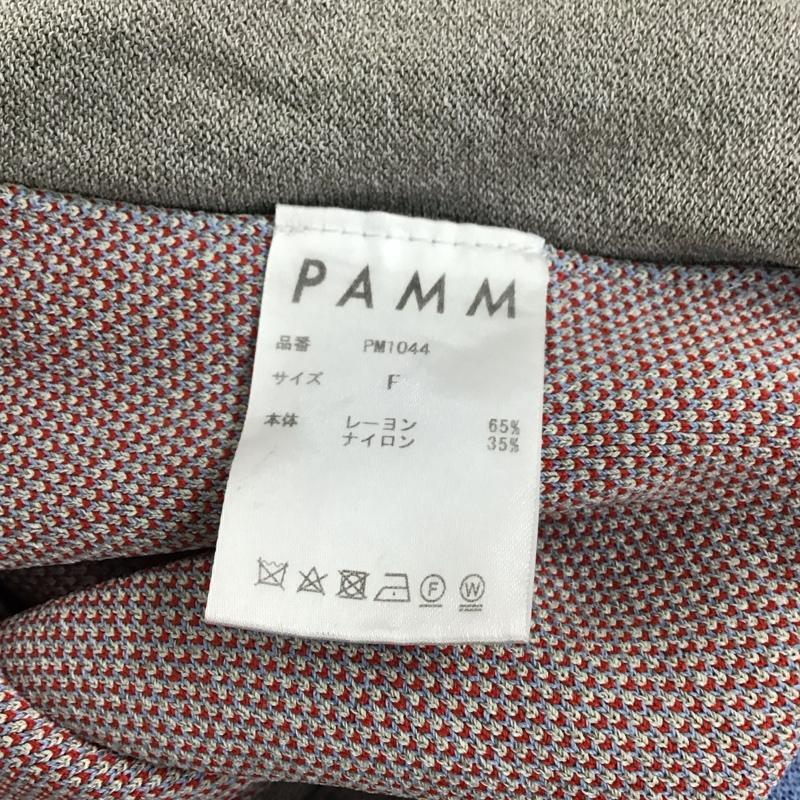 PAMM
品番 PM1044
サイズ F
本体 レーヨン 65%
ナイロン 35%
F W